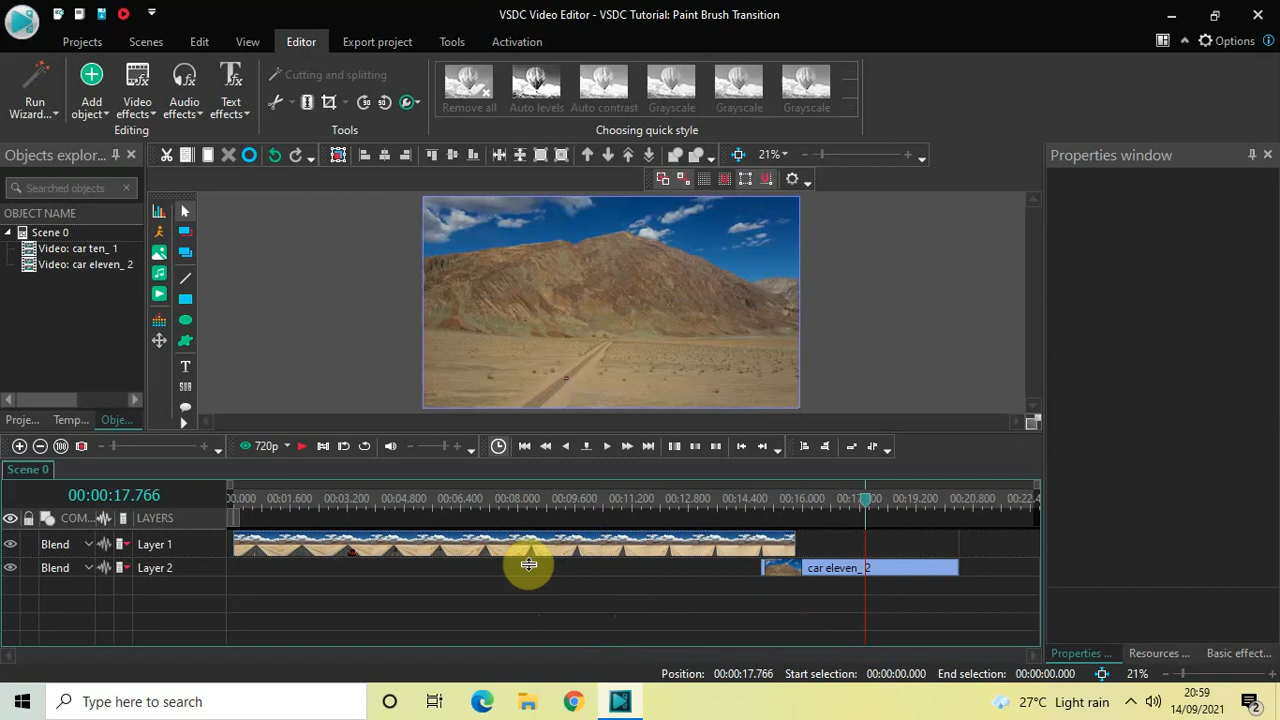 VSDC Video Editor - VSDC Tutorial: Paint Brush Transition
Projects Scenes Edit View Editor Export project Tools Activation Options
Run Wizard...
Add object
Video effects
Audio effects
Text effects
Editing
Cutting and splitting
Tools
Remove all Auto levels Auto contrast Grayscale Grayscale Grayscale
Choosing quick style
Objects explor...
21%
Properties window
Searched objects
OBJECT NAME
Scene 0
Video: car ten_ 1
Video: car eleven_ 2
Proje... Temp... Obje...
720p
Scene 0
00:00:17.766
00.000 00:01.600 00:03.200 00:04.800 00:06.400 00:08.000 00:09.600 00:11.200 00:12.800 00:14.400 00:16.000 00:19.200 00:20.800 00:22.4
COM... LAYERS
Blend Layer 1
Blend Layer 2
car eleven_ 2
Properties ... Resources ... Basic effect...
Position: 00:00:17.766 Start selection: 00:00:00.000 End selection: 00:00:00.000 21%
Type here to search
27°C Light rain
20:59
14/09/2021
2